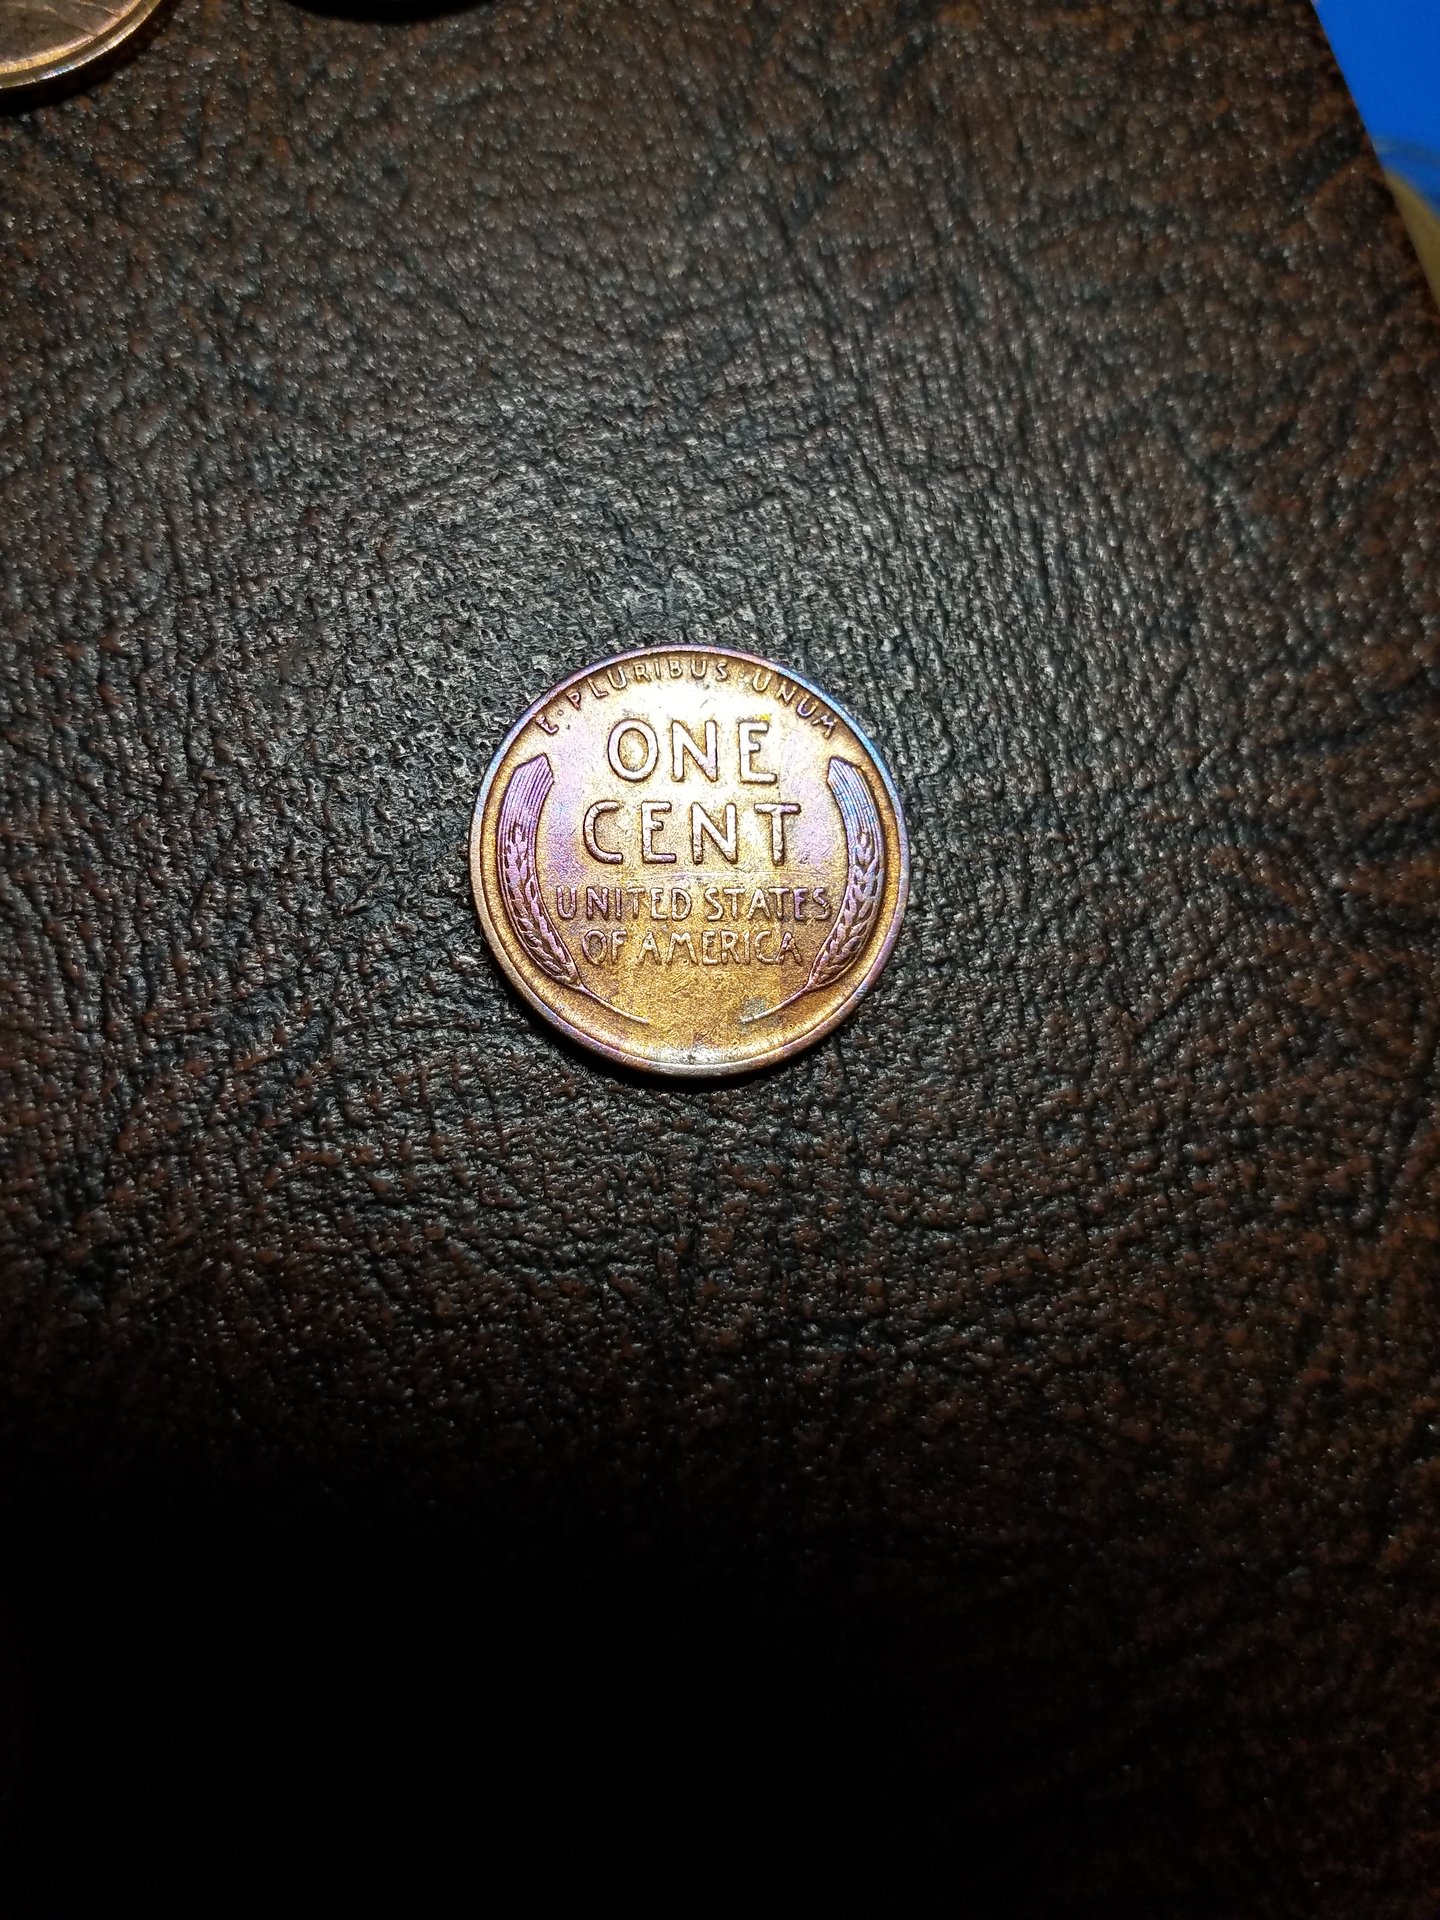 E·PLURIBUS·UNUM
ONE
CENT
UNITED STATES
OF AMERICA